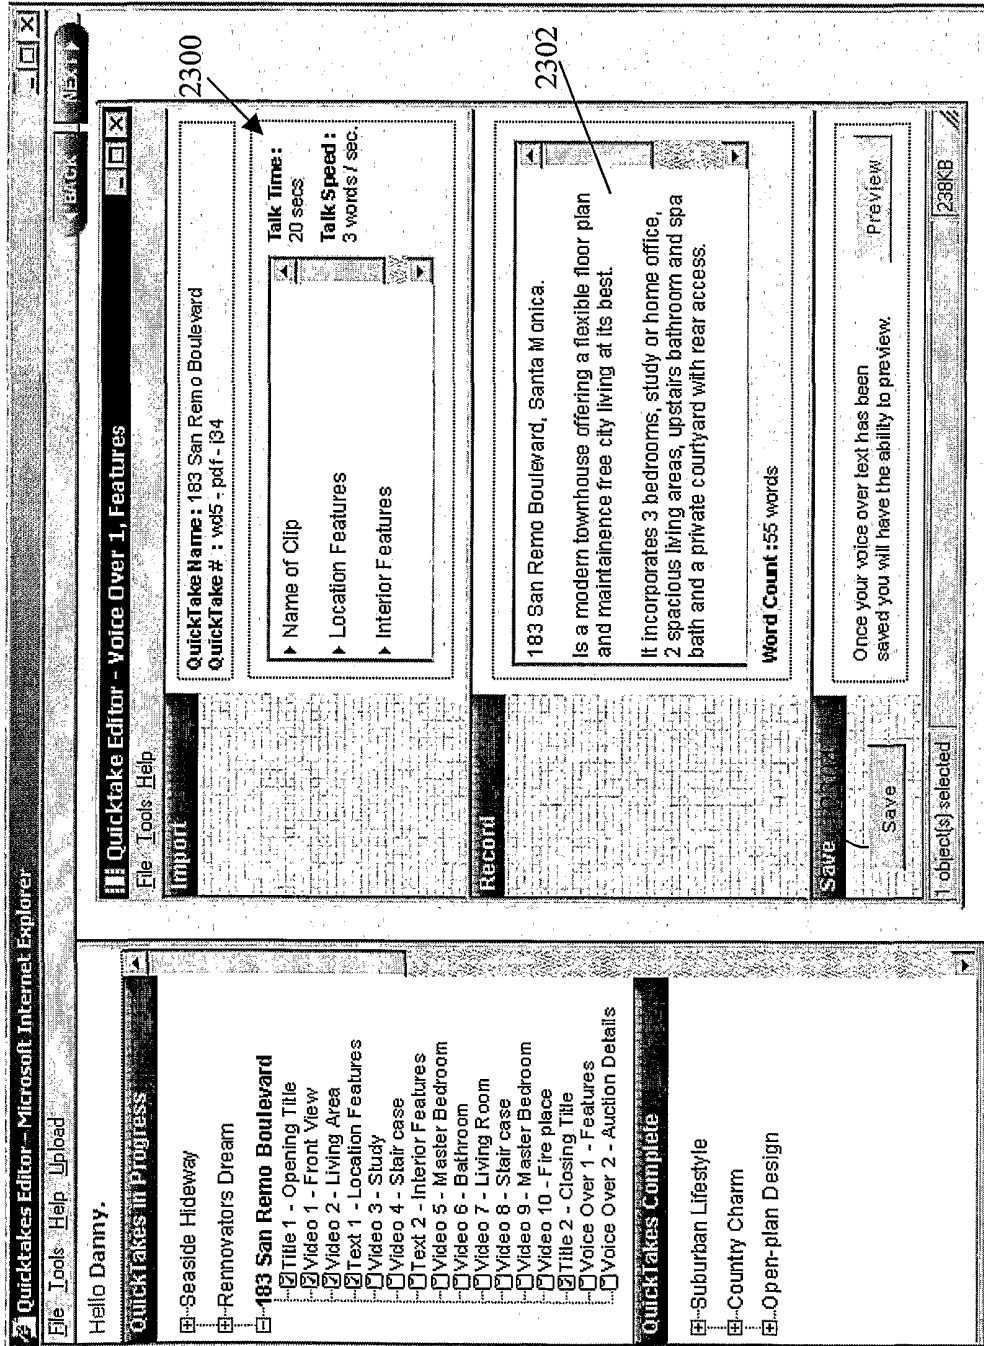 Quicktakes Editor – Microsoft Internet Explorer
File Tools Help Upload
BACK
NEXT
Hello Danny.
QuickTakes In Progress
Seaside Hideway
Rennovators Dream
183 San Remo Boulevard
Title 1 - Opening Title
Video 1 - Front View
Video 2 - Living Area
Text 1 - Location Features
Video 3 - Study
Video 4 - Stair case
Text 2 - Interior Features
Video 5 - Master Bedroom
Video 6 - Bathroom
Video 7 - Living Room
Video 8 - Stair case
Video 9 - Master Bedroom
Video 10 - Fire place
Title 2 - Closing Title
Voice Over 1 - Features
Voice Over 2 - Auction Details
QuickTakes Complete
Suburban Lifestyle
Country Charm
Open-plan Design
Quicktake Editor - Voice Over 1, Features
File Tools Help
Import
QuickTake Name: 183 San Remo Boulevard
QuickTake # : wd5 - pdf - i34
2300
Name of Clip
Location Features
Interior Features
Talk Time:
20 secs
Talk Speed:
3 words / sec.
Record
183 San Remo Boulevard, Santa Monica.
Is a modern townhouse offering a flexible floor plan
and maintainence free city living at its best.
It incorporates 3 bedrooms, study or home office,
2 spacious living areas, upstairs bathroom and spa
bath and a private courtyard with rear access.
2302
Word Count :55 words
Save
2304
Save
Once your voice over text has been
saved you will have the ability to preview.
Preview
1 object(s) selected
238KB